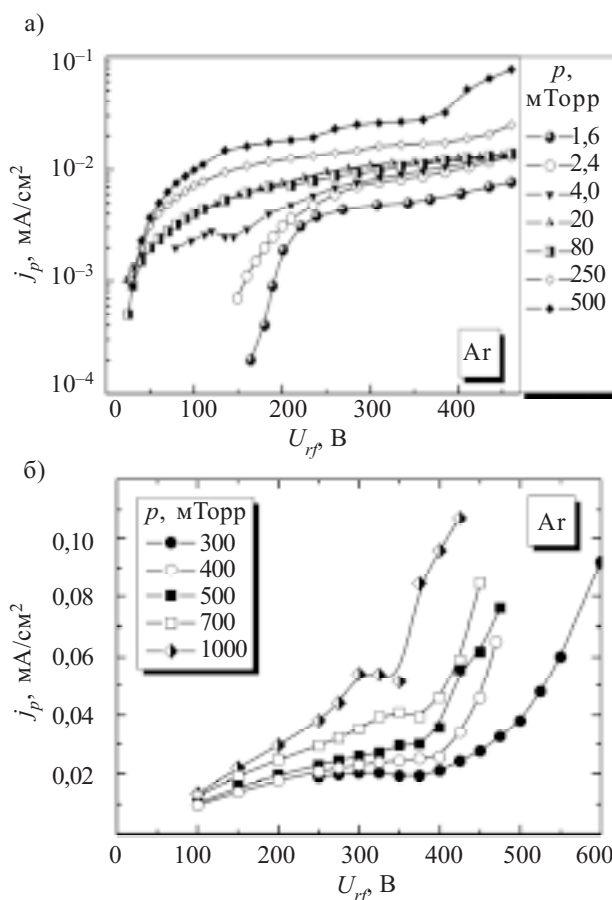 а)
10⁻¹
10⁻²
10⁻³
10⁻⁴
jₚ, мА/см²
0 100 200 300 400
U_rf, В
Ar
p,
мТорр
1,6
2,4
4,0
20
80
250
500
б)
p, мТорр
300
400
500
700
1000
Ar
0,10
0,08
0,06
0,04
0,02
jₚ, мА/см²
0 100 200 300 400 500 600
U_rf, В